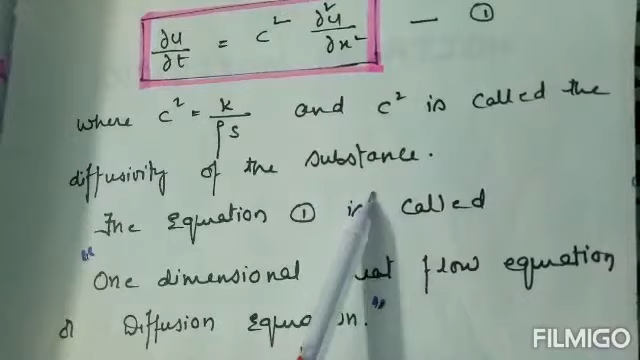 ∂u/∂t = c² ∂²u/∂x² — ①
where c² = k/ρs and c² is called the
diffusivity of the substance.
The Equation ① is called
"One dimensional heat flow equation
or Diffusion Equation."
FILMIGO